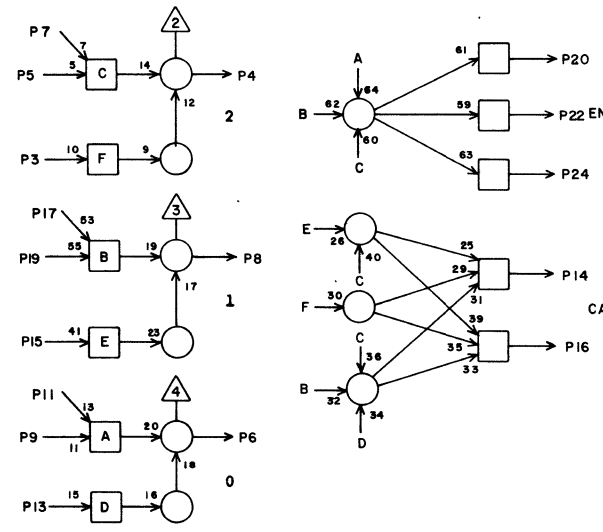 P7
2
7
P5 5 C 14 P4
12
2
P3 10 F 9
P17
3
53
P19 55 B 19 P8
17
1
P15 41 E 23
P11
4
13
P9 11 A 20 P6
18
0
P13 15 D 16
61 P20
A
64
B 62 59 P22 EN
60
C
63 P24
E 26
40
C
25
29 P14
31
F 30
39
35 P16
33
C
36
B 32
34
D
CA